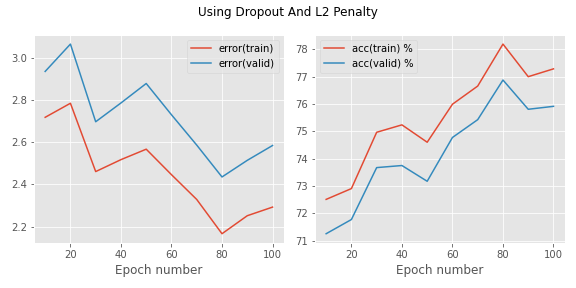 Using Dropout And L2 Penalty
error(train)
error(valid)
3.0
2.8
2.6
2.4
2.2
20 40 60 80 100
Epoch number
acc(train) %
acc(valid) %
78
77
76
75
74
73
72
71
20 40 60 80 100
Epoch number